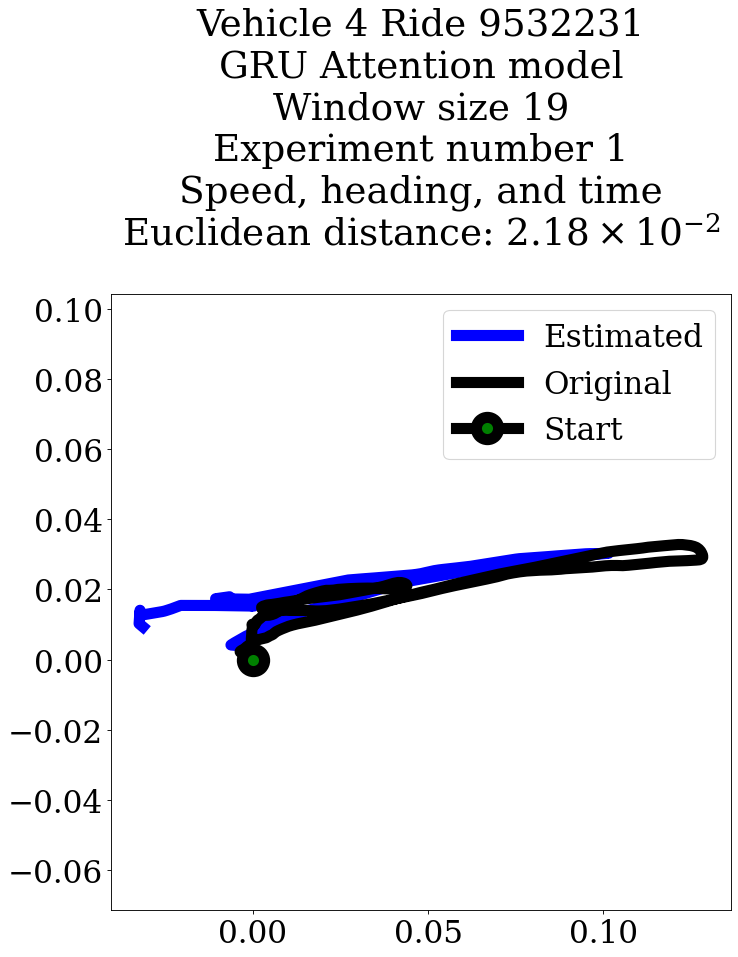 Vehicle 4 Ride 9532231
GRU Attention model
Window size 19
Experiment number 1
Speed, heading, and time
Euclidean distance: 2.18 × 10⁻²
Estimated
Original
Start
0.10
0.08
0.06
0.04
0.02
0.00
−0.02
−0.04
−0.06
0.00 0.05 0.10